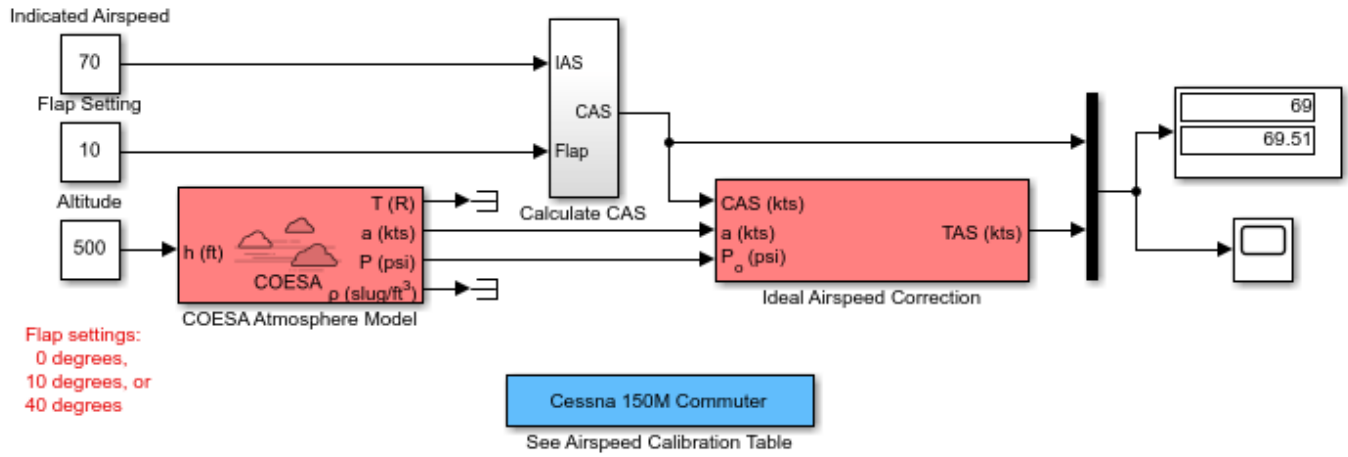 Indicated Airspeed
70
Flap Setting
10
Altitude
500
h (ft)
COESA
T (R)
a (kts)
P (psi)
ρ (slug/ft³)
COESA Atmosphere Model
IAS
CAS
Flap
Calculate CAS
CAS (kts)
a (kts)
Pₒ (psi)
TAS (kts)
Ideal Airspeed Correction
69
69.51
Flap settings:
0 degrees,
10 degrees, or
40 degrees
Cessna 150M Commuter
See Airspeed Calibration Table